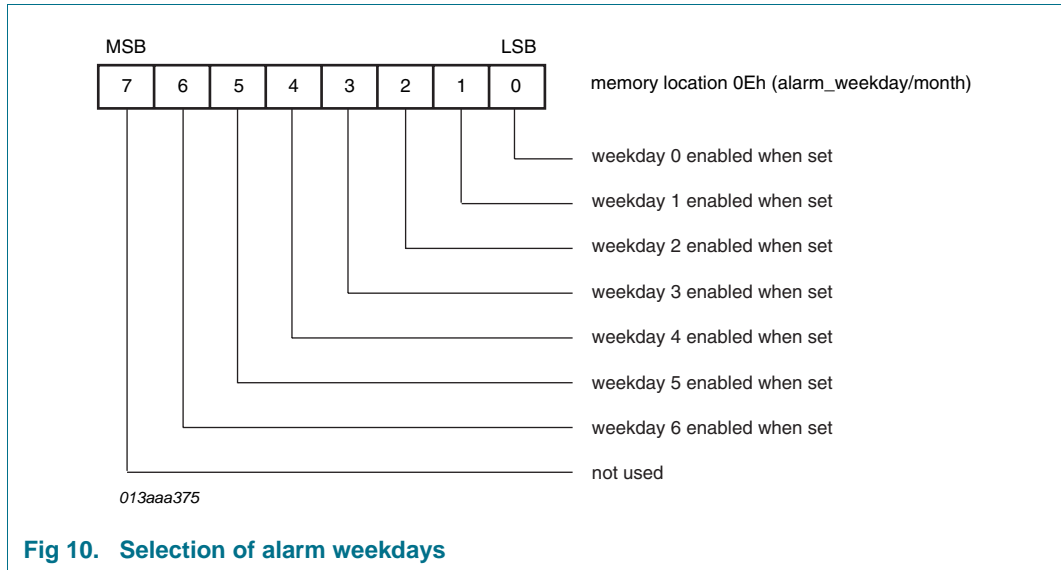 MSB LSB
7 6 5 4 3 2 1 0 memory location 0Eh (alarm_weekday/month)
weekday 0 enabled when set
weekday 1 enabled when set
weekday 2 enabled when set
weekday 3 enabled when set
weekday 4 enabled when set
weekday 5 enabled when set
weekday 6 enabled when set
not used
013aaa375
Fig 10. Selection of alarm weekdays